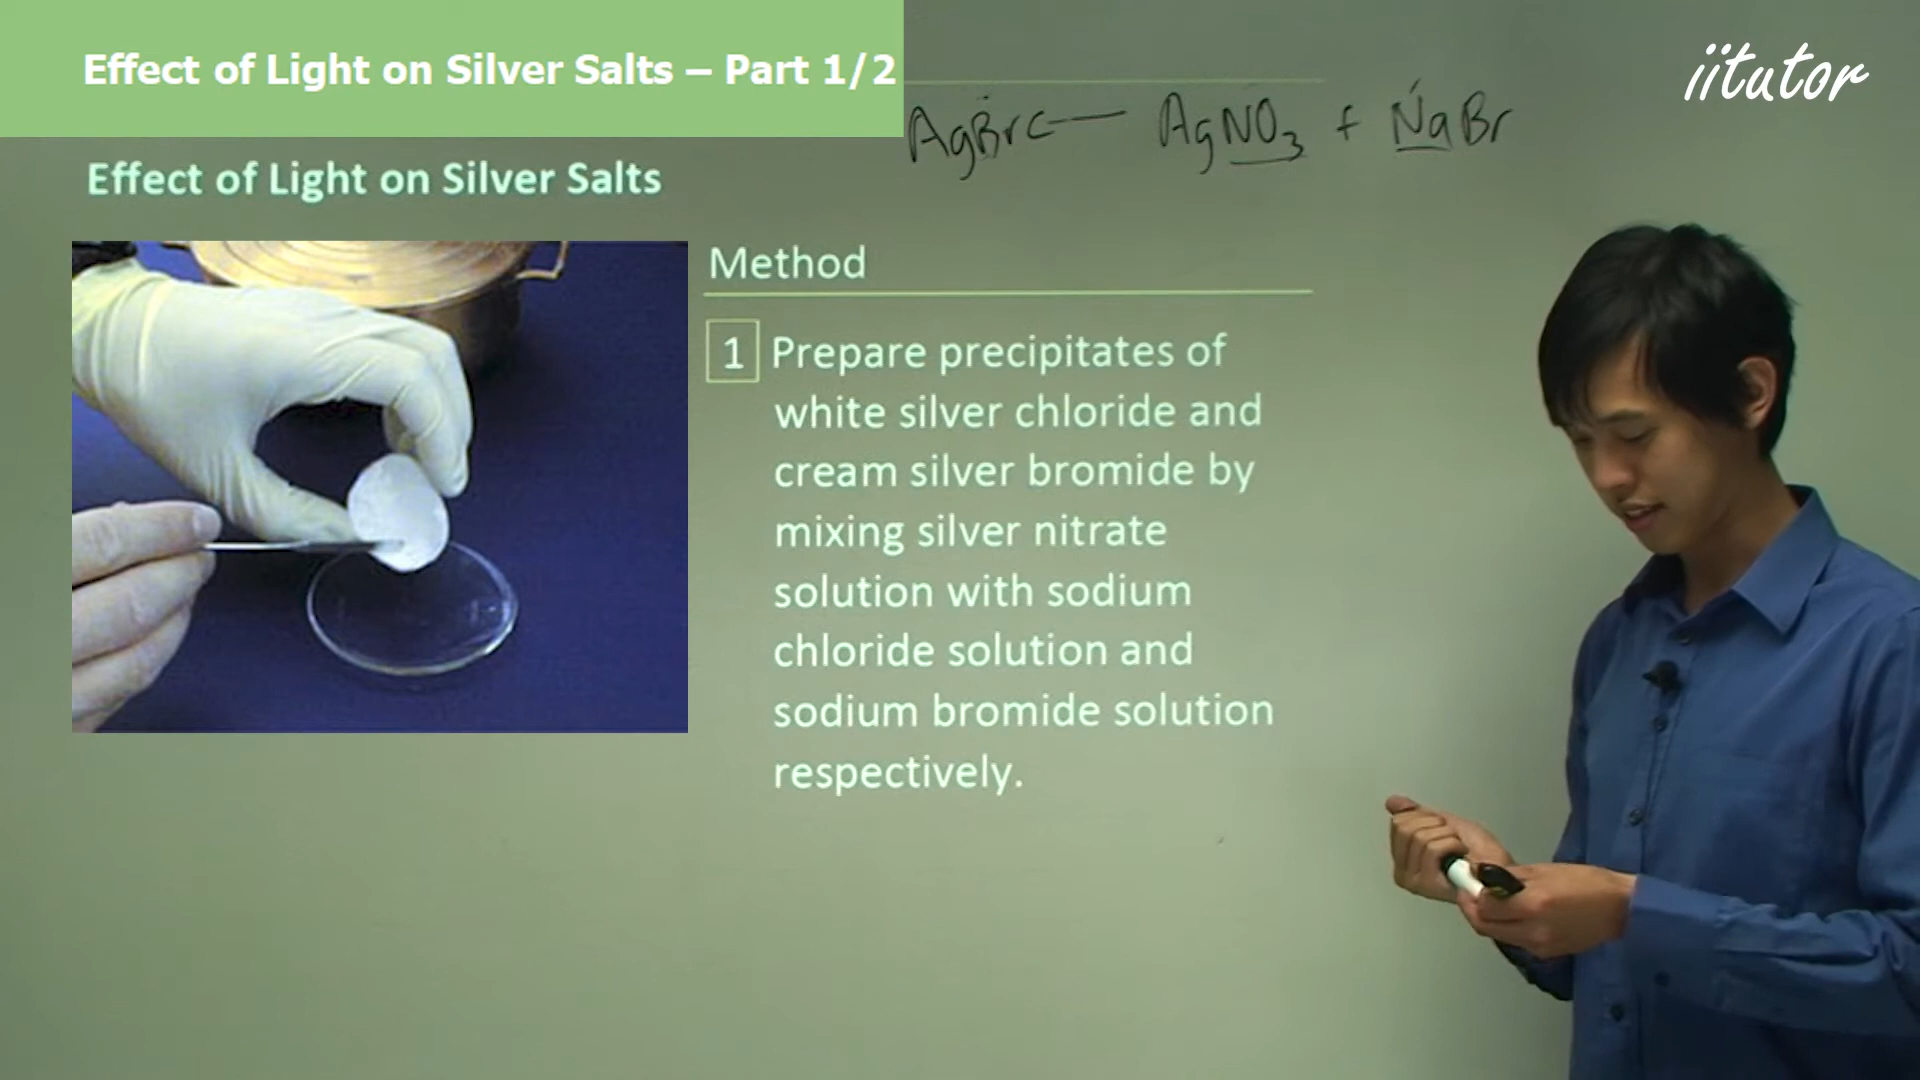 Effect of Light on Silver Salts – Part 1/2
iitutor
AgBr ← AgNO3 + NaBr
Effect of Light on Silver Salts
Method
1 Prepare precipitates of
white silver chloride and
cream silver bromide by
mixing silver nitrate
solution with sodium
chloride solution and
sodium bromide solution
respectively.